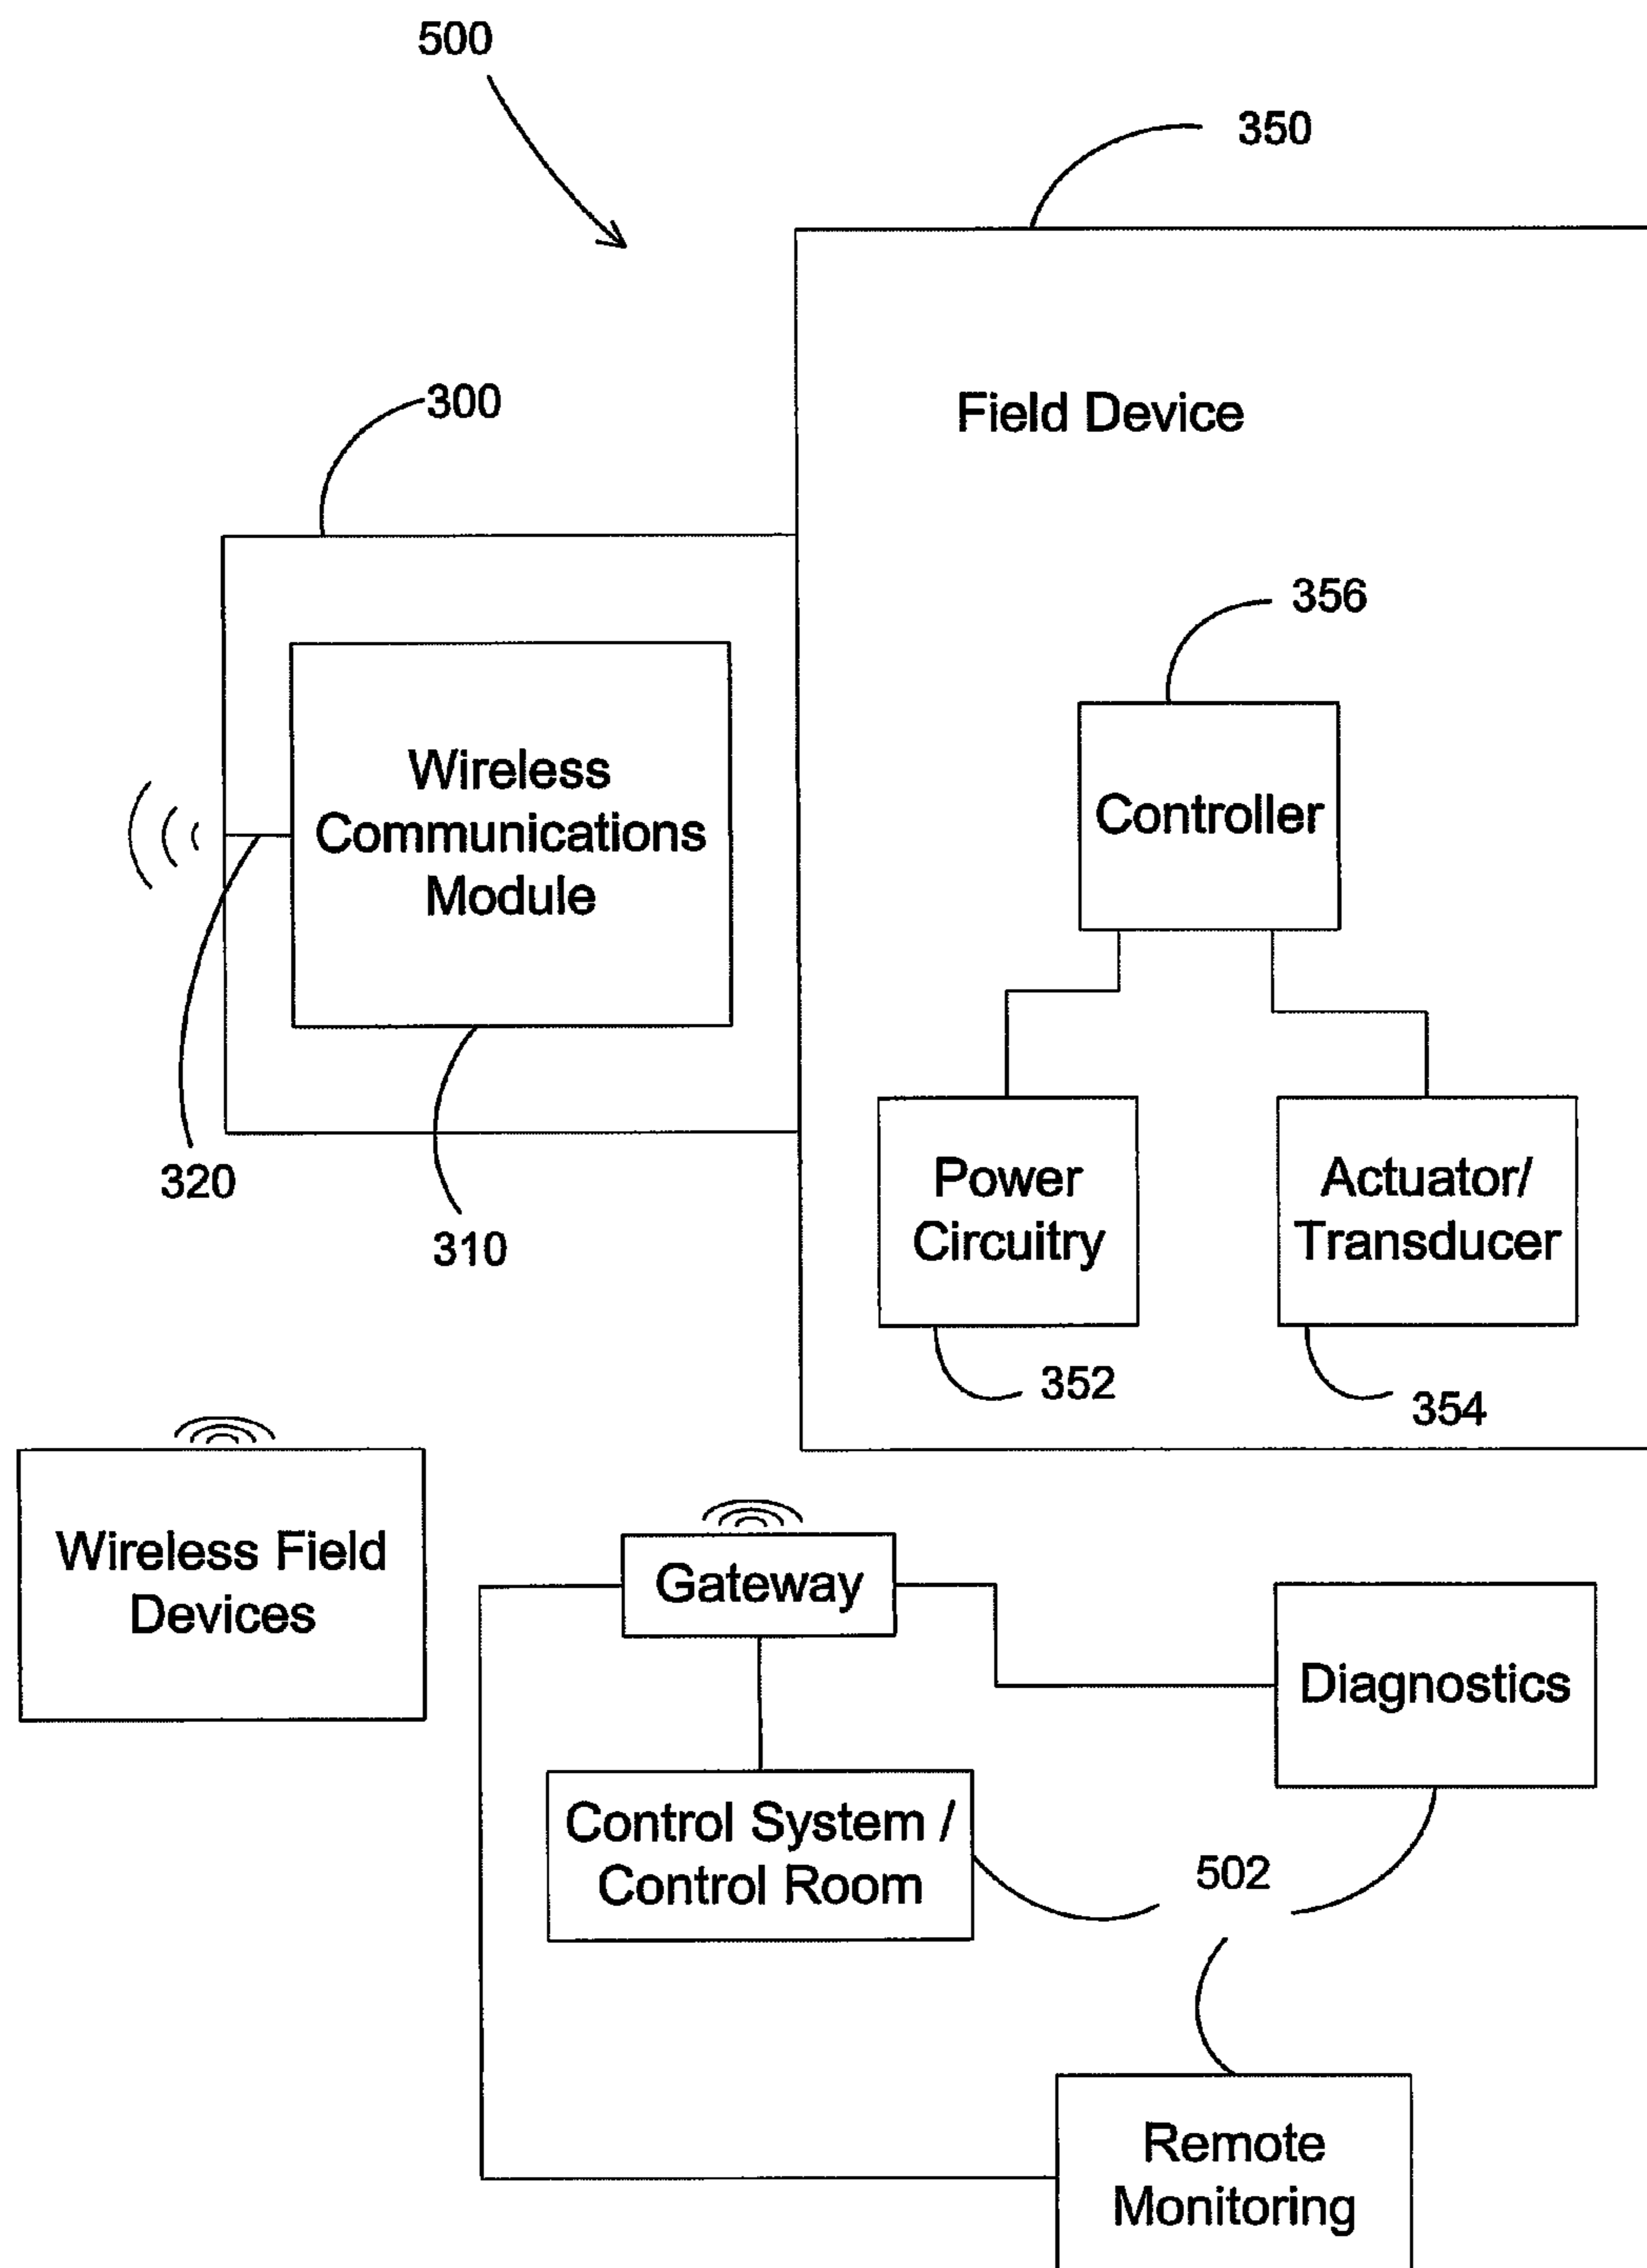 500
350
300
Field Device
356
Wireless
Communications
Module
Controller
320
310
Power
Circuitry
Actuator/
Transducer
352
354
Wireless Field
Devices
Gateway
Diagnostics
Control System /
Control Room
502
Remote
Monitoring